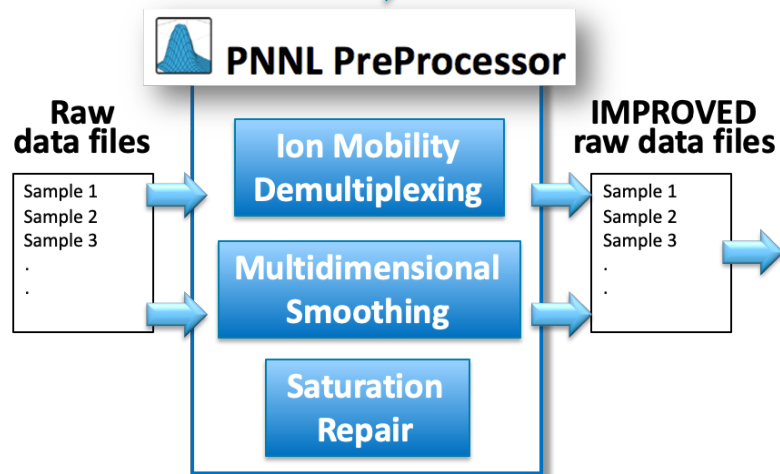 PNNL PreProcessor
Raw
data files
Sample 1
Sample 2
Sample 3
.
.
Ion Mobility
Demultiplexing
Multidimensional
Smoothing
Saturation
Repair
IMPROVED
raw data files
Sample 1
Sample 2
Sample 3
.
.